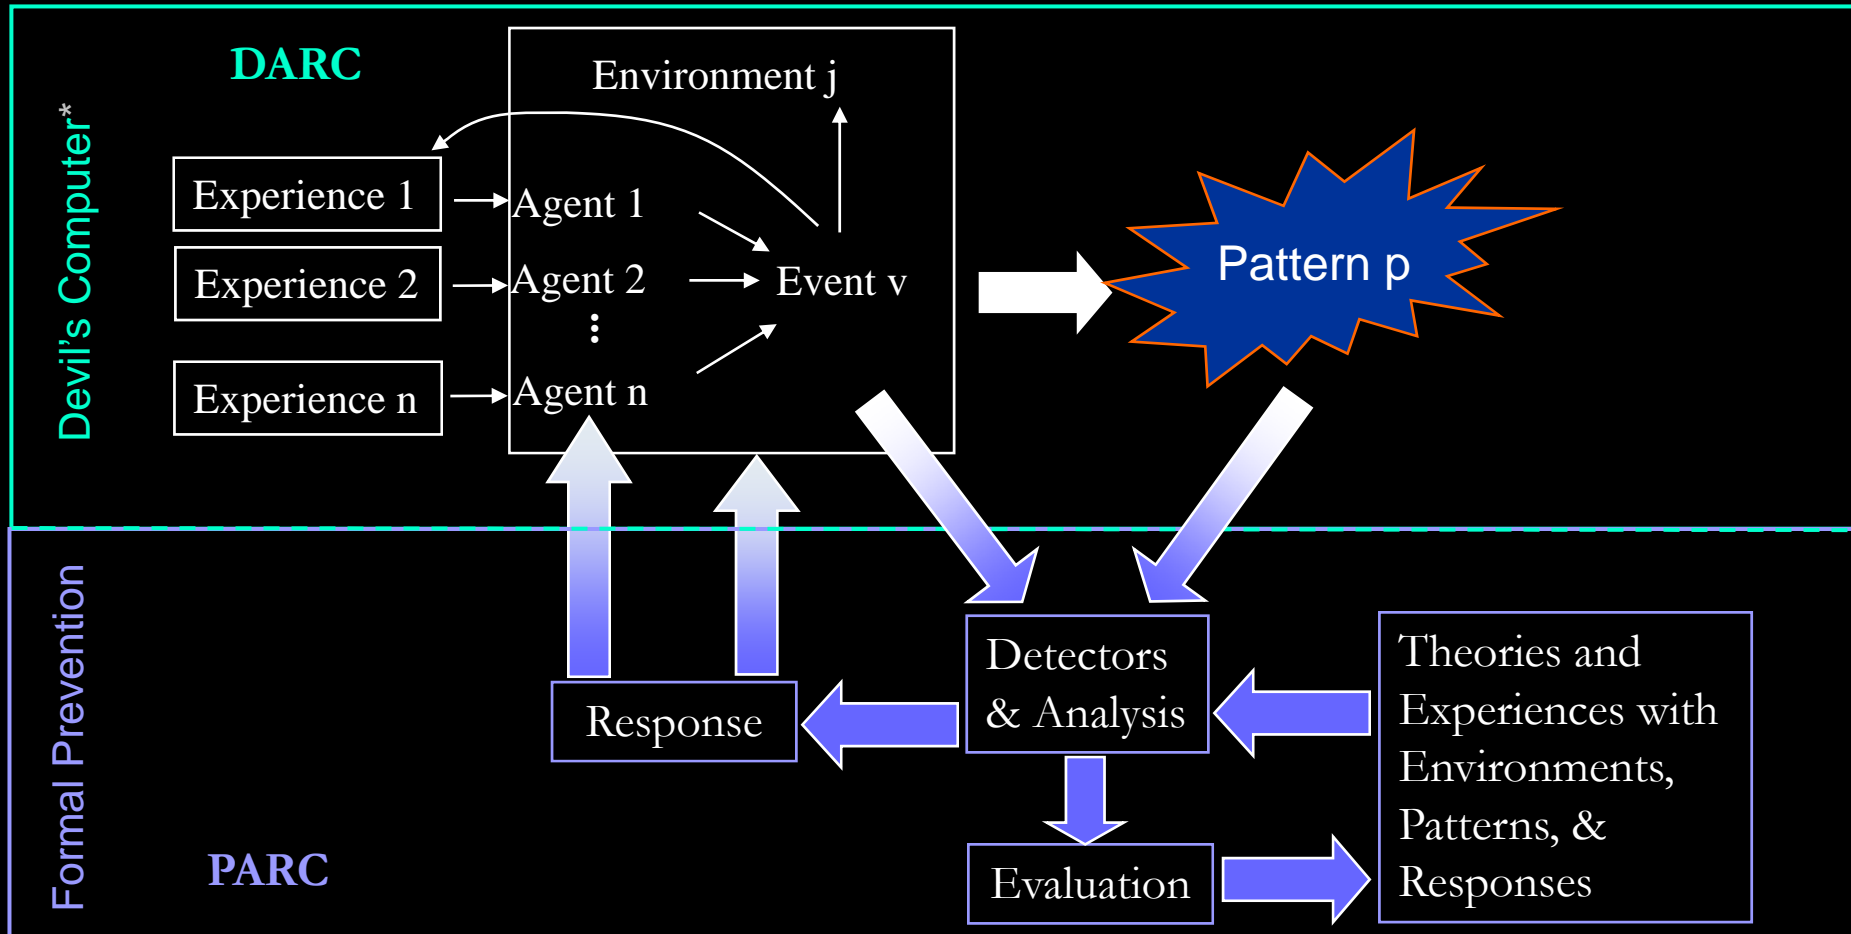 DARC
Devil's Computer*
Environment j
Experience 1
Agent 1
Experience 2
Agent 2
Event v
Experience n
Agent n
Pattern p
Formal Prevention
PARC
Response
Detectors
& Analysis
Evaluation
Theories and
Experiences with
Environments,
Patterns, &
Responses